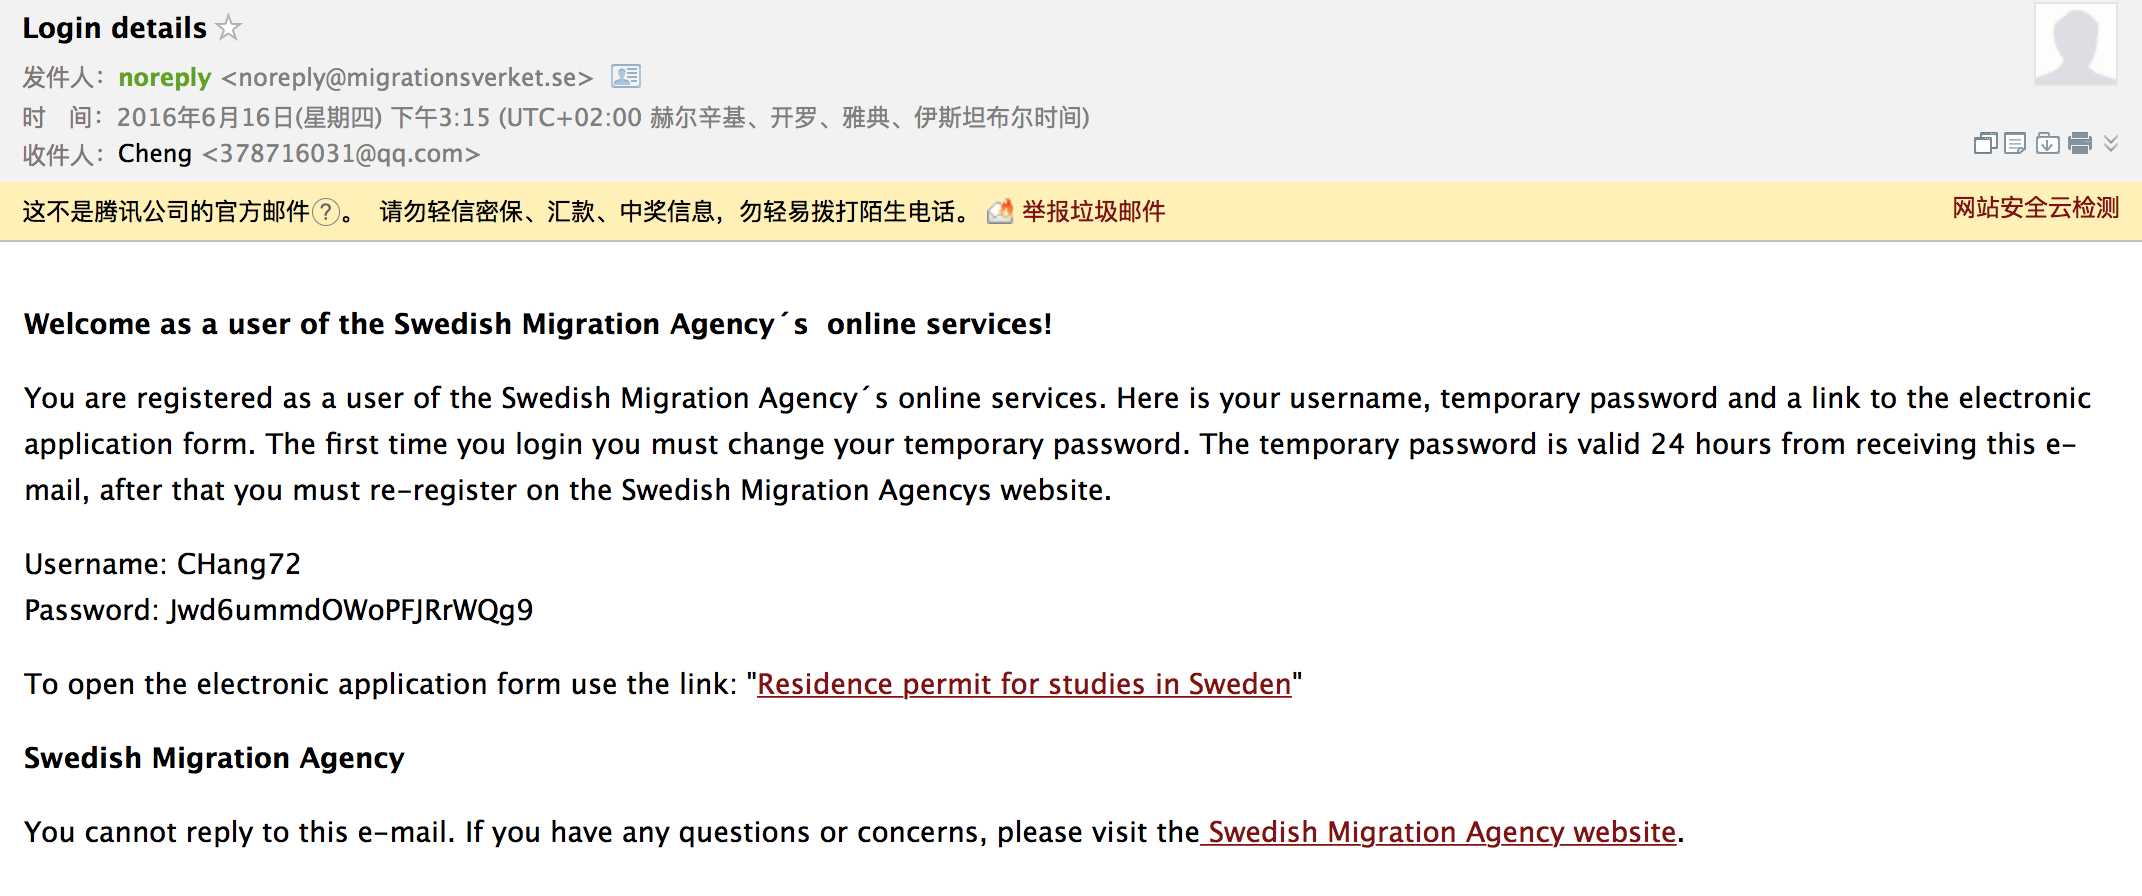 Login details
发件人：noreply <noreply@migrationsverket.se>
时 间：2016年6月16日(星期四) 下午3:15 (UTC+02:00 赫尔辛基、开罗、雅典、伊斯坦布尔时间)
收件人：Cheng <378716031@qq.com>
这不是腾讯公司的官方邮件?。 请勿轻信密保、汇款、中奖信息，勿轻易拨打陌生电话。 举报垃圾邮件 网站安全云检测
Welcome as a user of the Swedish Migration Agency´s  online services!
You are registered as a user of the Swedish Migration Agency´s online services. Here is your username, temporary password and a link to the electronic
application form. The first time you login you must change your temporary password. The temporary password is valid 24 hours from receiving this e-
mail, after that you must re-register on the Swedish Migration Agencys website.
Username: CHang72
Password: Jwd6ummdOWoPFJRrWQg9
To open the electronic application form use the link: "Residence permit for studies in Sweden"
Swedish Migration Agency
You cannot reply to this e-mail. If you have any questions or concerns, please visit the Swedish Migration Agency website.